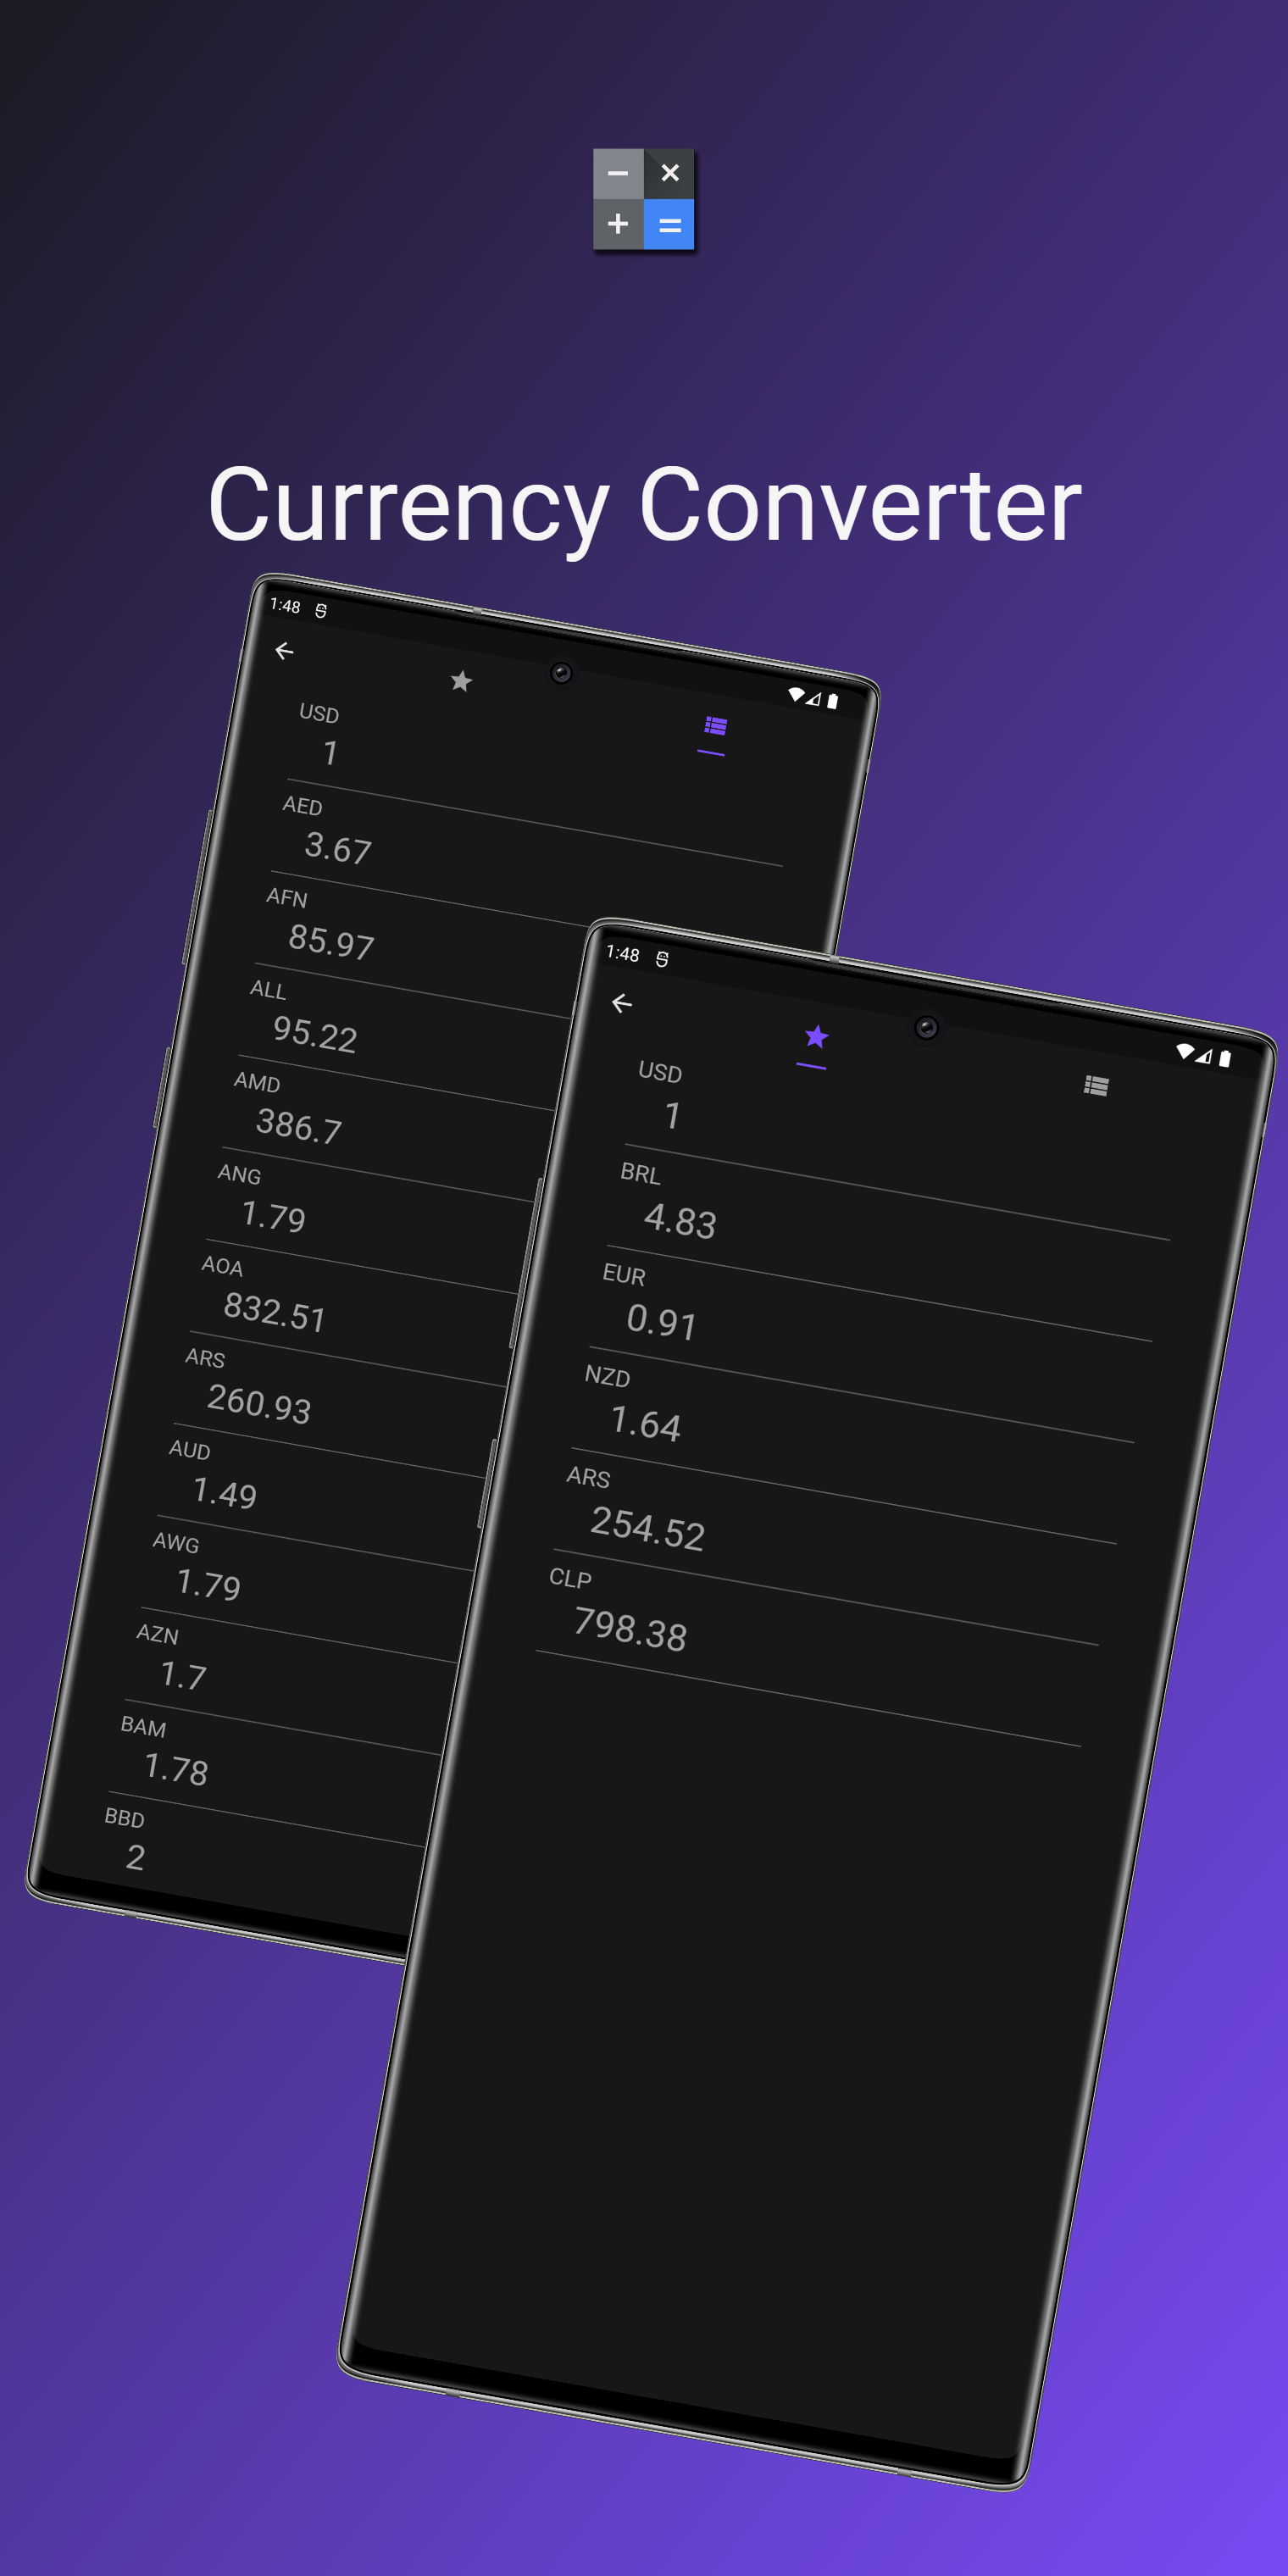 Currency Converter
1:48
USD
1
AED
3.67
AFN
85.97
ALL
95.22
AMD
386.7
ANG
1.79
AOA
832.51
ARS
260.93
AUD
1.49
AWG
1.79
AZN
1.7
BAM
1.78
BBD
2
1:48
USD
1
BRL
4.83
EUR
0.91
NZD
1.64
ARS
254.52
CLP
798.38